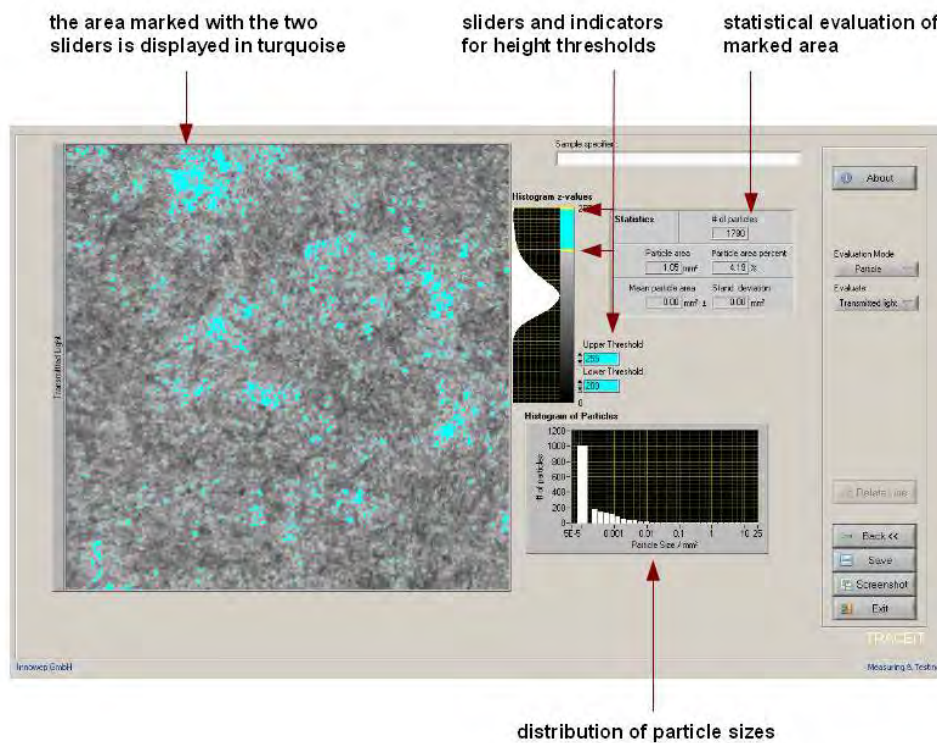 the area marked with the two
sliders is displayed in turquoise
sliders and indicators
for height thresholds
statistical evaluation of
marked area
Sample specifier:
Transmitted Light
Histogram z-values
0
Statistics
# of particles
1790
Particle area
1.05 mm²
Particle area percent
4.19 %
Mean particle area
0.00 mm² ±
Stand. deviation
0.00 mm²
Upper Threshold
255
Lower Threshold
200
Histogram of Particles
# of particles
1200
1000
800
600
400
200
0
5E-5 0.001 0.01 0.1 1 10 25
Particle Size / mm²
About
Evaluation Mode
Particle
Evaluate
Transmitted light
Back <<
Save
Screenshot
Exit
TRACEiT
Innowep GmbH
Measuring & Testin
distribution of particle sizes